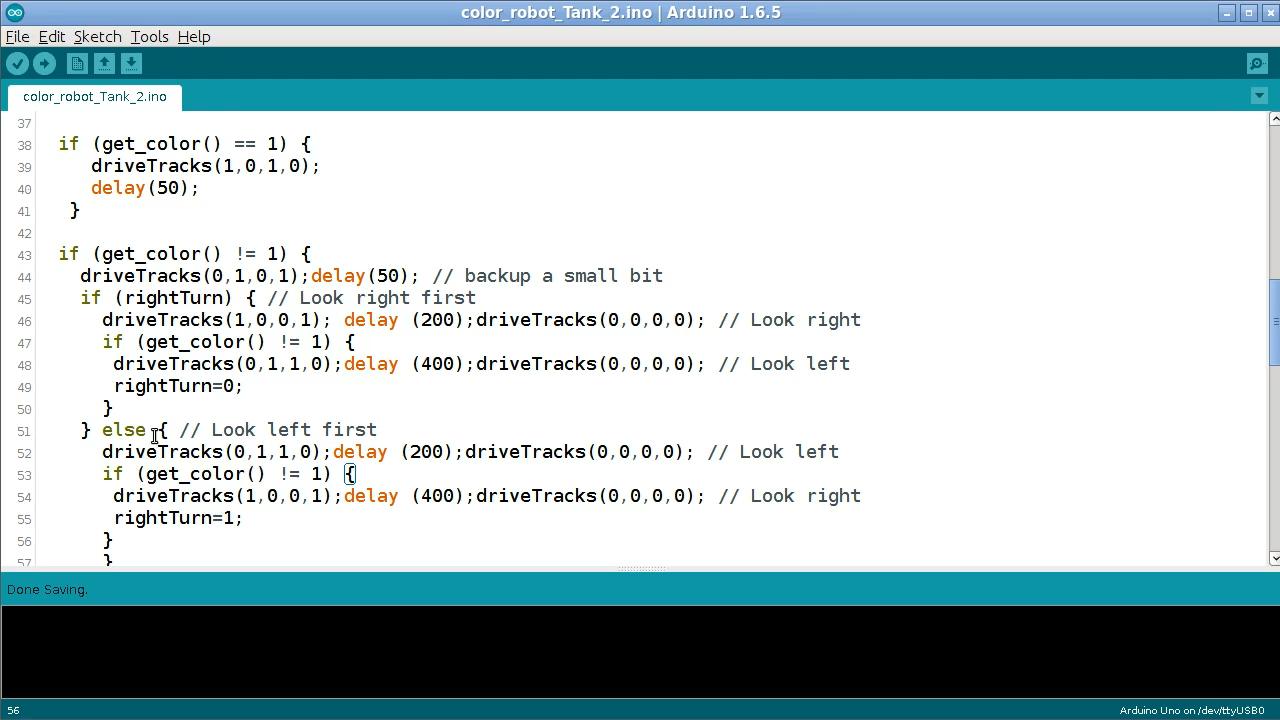 color_robot_Tank_2.ino | Arduino 1.6.5
File Edit Sketch Tools Help
color_robot_Tank_2.ino
37
38 if (get_color() == 1) {
39 driveTracks(1,0,1,0);
40 delay(50);
41 }
42
43 if (get_color() != 1) {
44 driveTracks(0,1,0,1);delay(50); // backup a small bit
45 if (rightTurn) { // Look right first
46 driveTracks(1,0,0,1); delay (200);driveTracks(0,0,0,0); // Look right
47 if (get_color() != 1) {
48 driveTracks(0,1,1,0);delay (400);driveTracks(0,0,0,0); // Look left
49 rightTurn=0;
50 }
51 } else { // Look left first
52 driveTracks(0,1,1,0);delay (200);driveTracks(0,0,0,0); // Look left
53 if (get_color() != 1) {
54 driveTracks(1,0,0,1);delay (400);driveTracks(0,0,0,0); // Look right
55 rightTurn=1;
56 }
57 }
Done Saving.
56 Arduino Uno on /dev/ttyUSB0